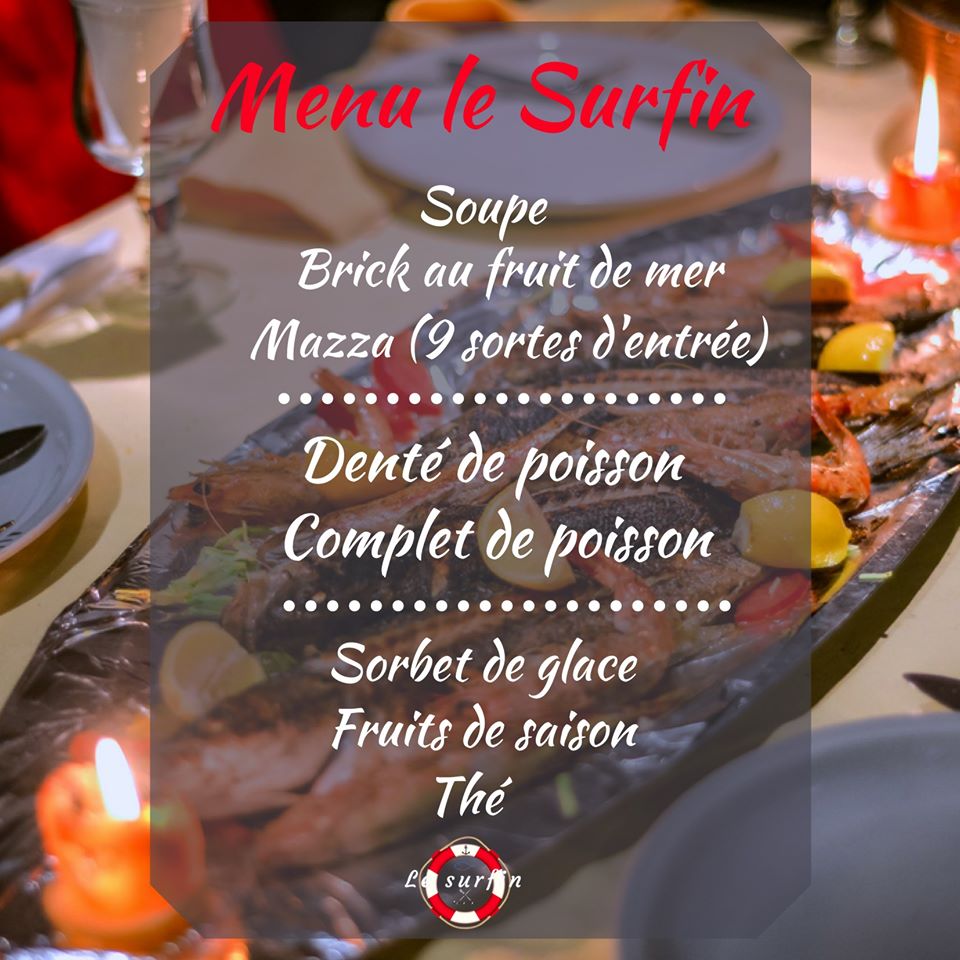 Menu le Surfin
Soupe
Brick au fruit de mer
Mazza (9 sortes d'entrée)
Denté de poisson
Complet de poisson
Sorbet de glace
Fruits de saison
Thé
Le surfin